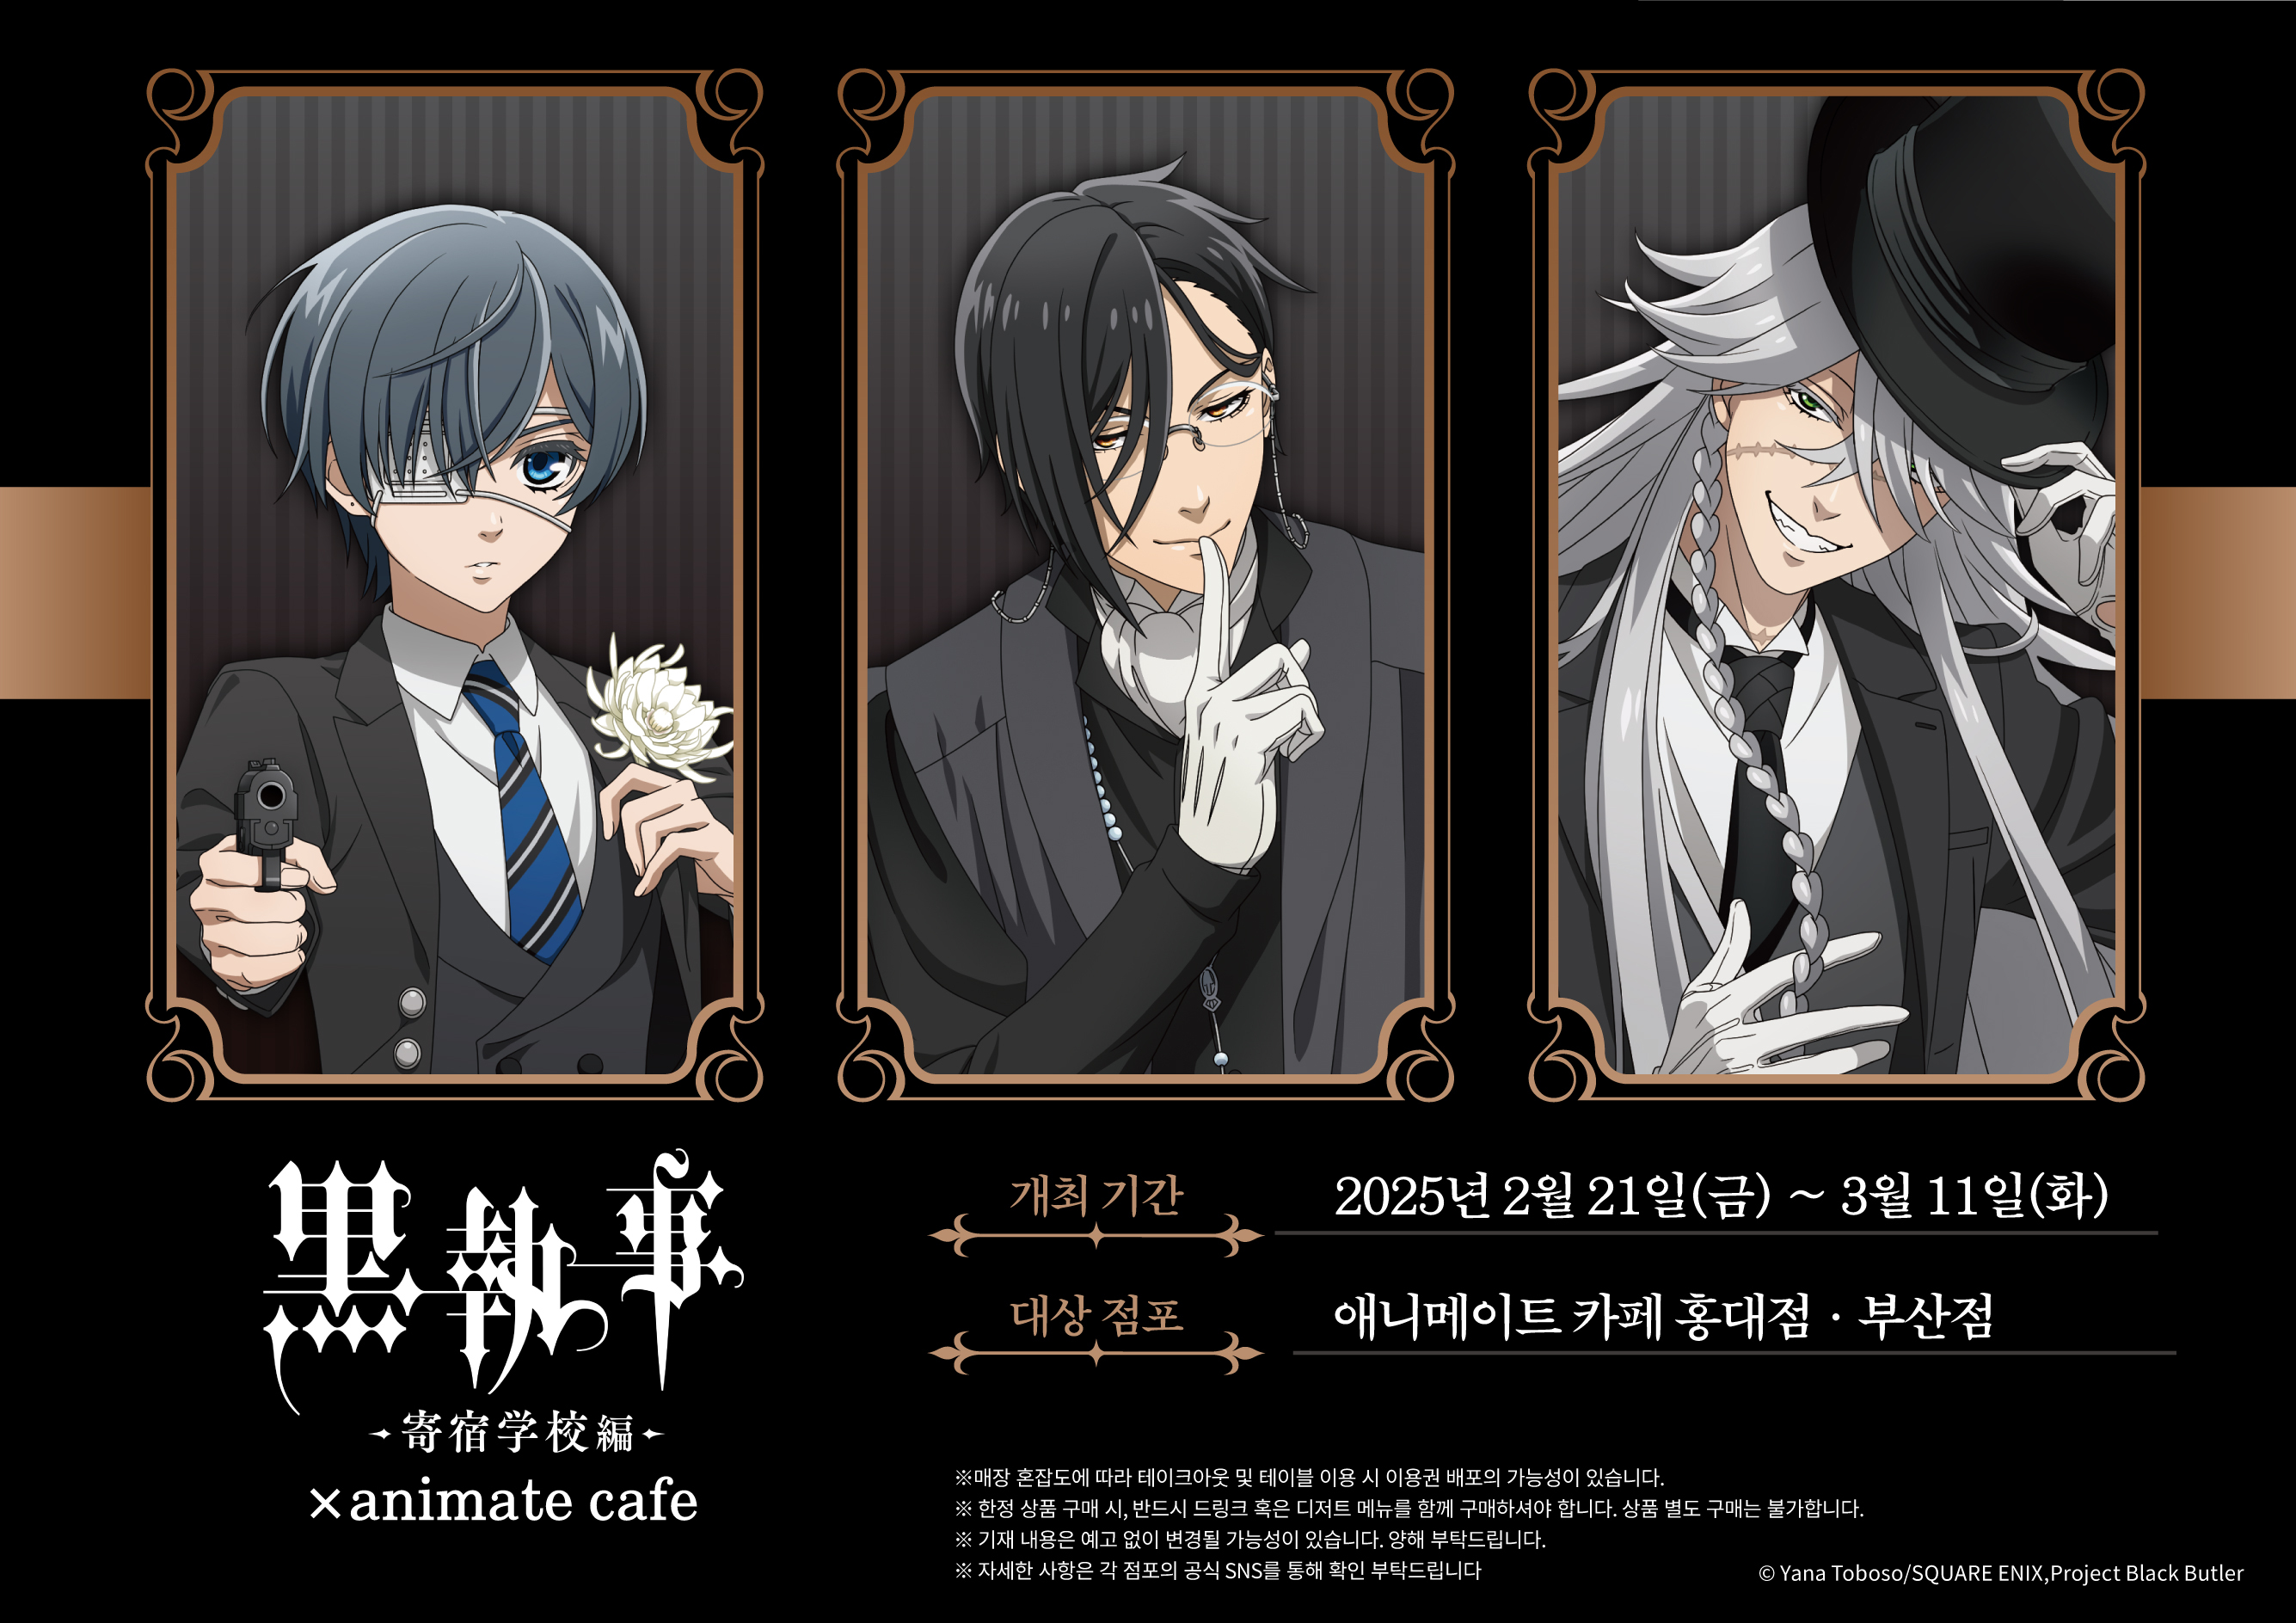 黒執事
-寄宿学校編-
×animate cafe
개최 기간
2025년 2월 21일(금) ~ 3월 11일(화)
대상 점포
애니메이트 카페 홍대점 · 부산점
※매장 혼잡도에 따라 테이크아웃 및 테이블 이용 시 이용권 배포의 가능성이 있습니다.
※ 한정 상품 구매 시, 반드시 드링크 혹은 디저트 메뉴를 함께 구매하셔야 합니다. 상품 별도 구매는 불가합니다.
※ 기재 내용은 예고 없이 변경될 가능성이 있습니다. 양해 부탁드립니다.
※ 자세한 사항은 각 점포의 공식 SNS를 통해 확인 부탁드립니다
© Yana Toboso/SQUARE ENIX,Project Black Butler